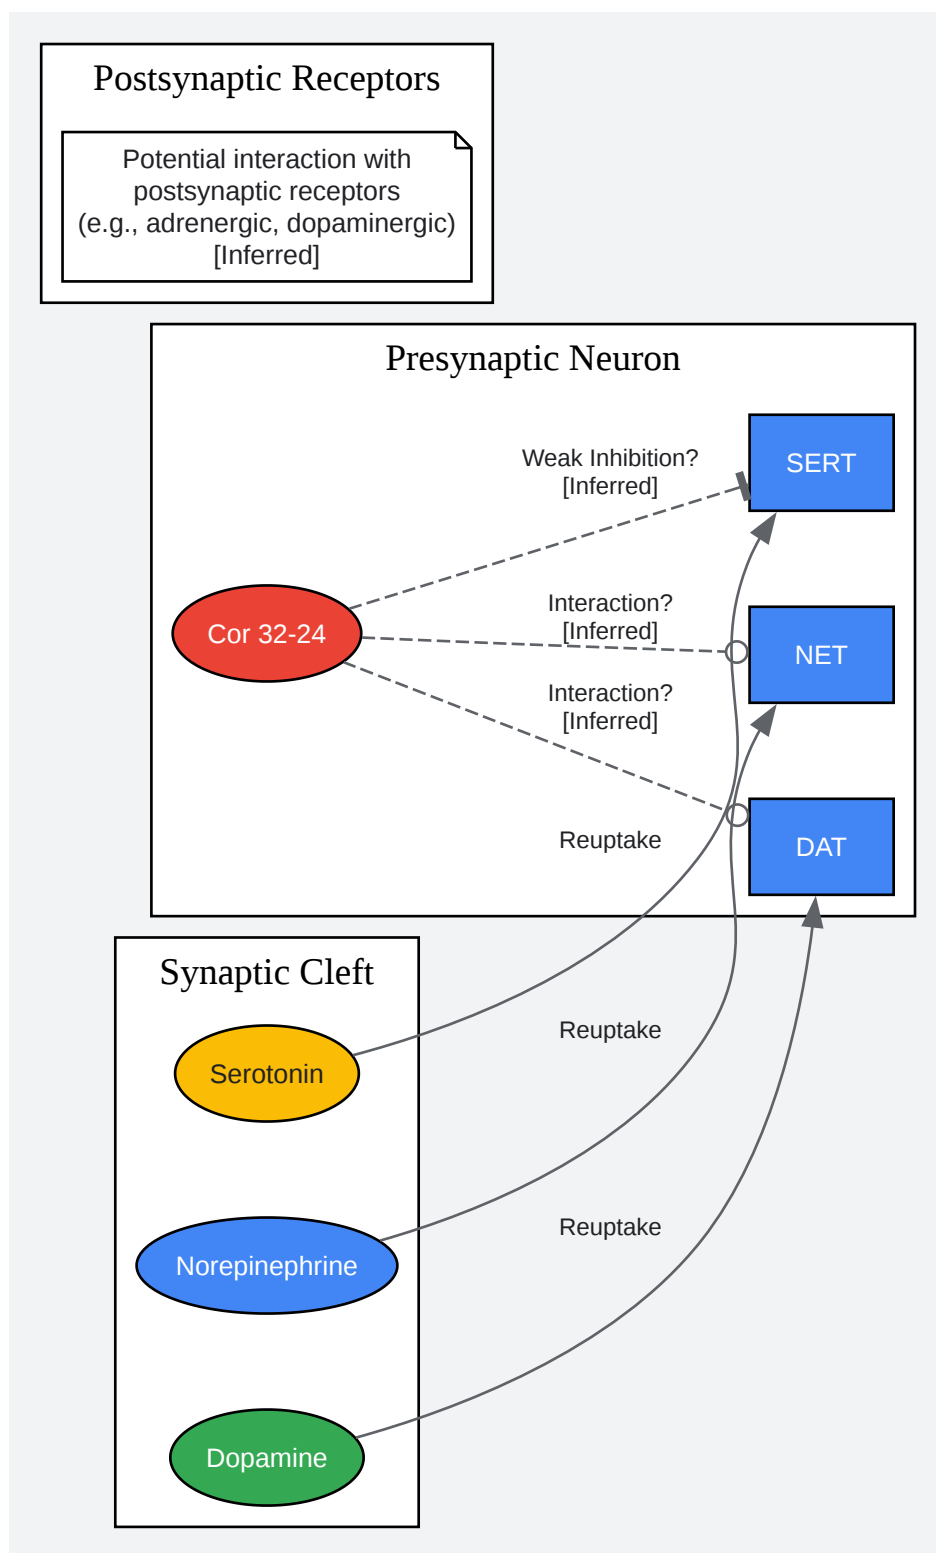 Postsynaptic Receptors
Potential interaction with
postsynaptic receptors
(e.g., adrenergic, dopaminergic)
[Inferred]
Presynaptic Neuron
Weak Inhibition?
[Inferred]
SERT
Cor 32-24
Interaction?
[Inferred]
NET
Interaction?
[Inferred]
Reuptake
DAT
Synaptic Cleft
Serotonin
Reuptake
Norepinephrine
Reuptake
Dopamine